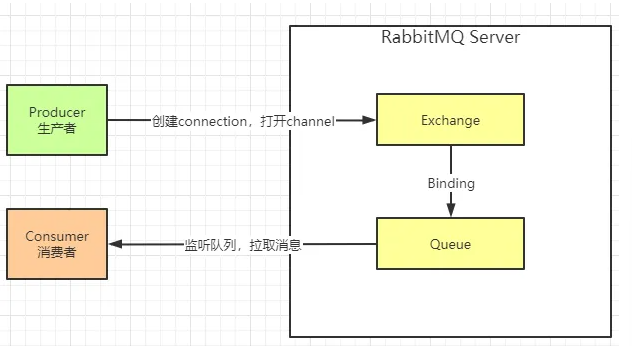 RabbitMQ Server
Producer
生产者
创建connection，打开channel
Exchange
Binding
Consumer
消费者
监听队列，拉取消息
Queue